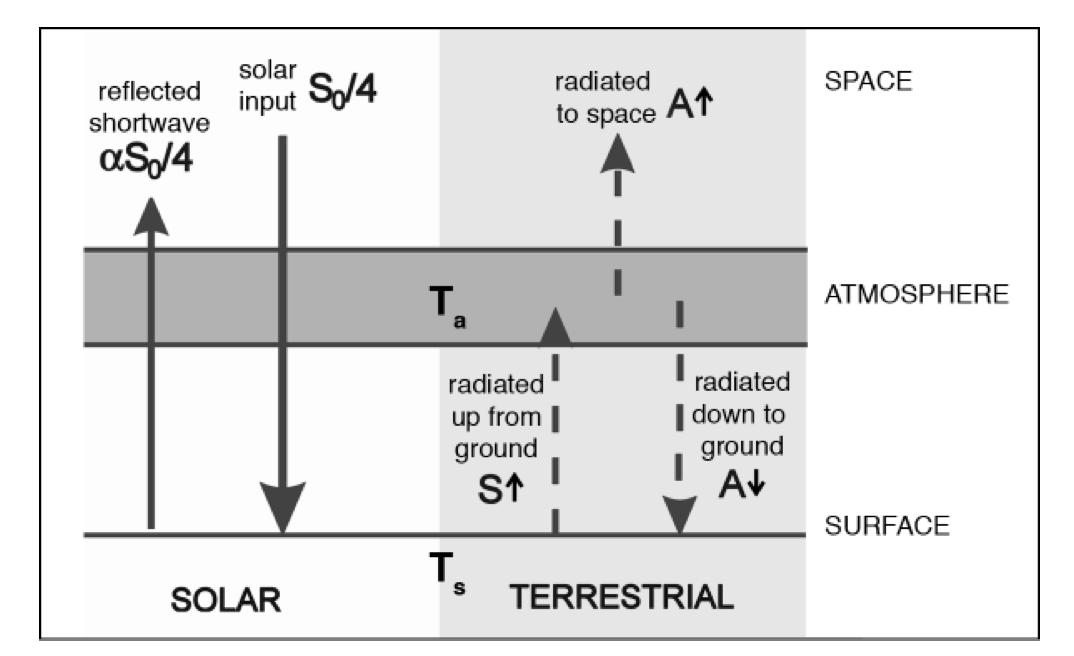 reflected
shortwave
αS₀/4
solar
input S₀/4
radiated
to space A↑
SPACE
Tₐ
ATMOSPHERE
radiated
up from
ground
S↑
radiated
down to
ground
A↓
SURFACE
Tₛ
SOLAR
TERRESTRIAL